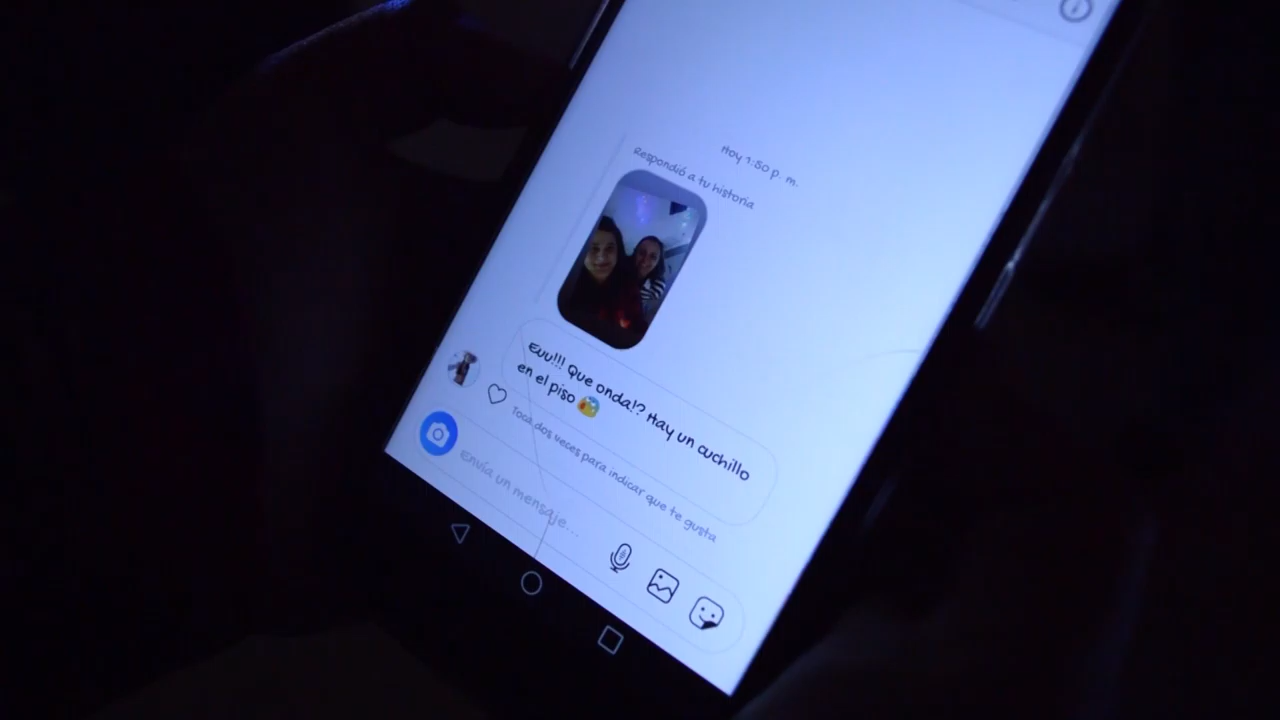 Hoy 1:50 p. m.
Respondió a tu historia
Euu!!! Que onda!? Hay un cuchillo
en el piso 😱
Toca dos veces para indicar que te gusta
Envía un mensaje...